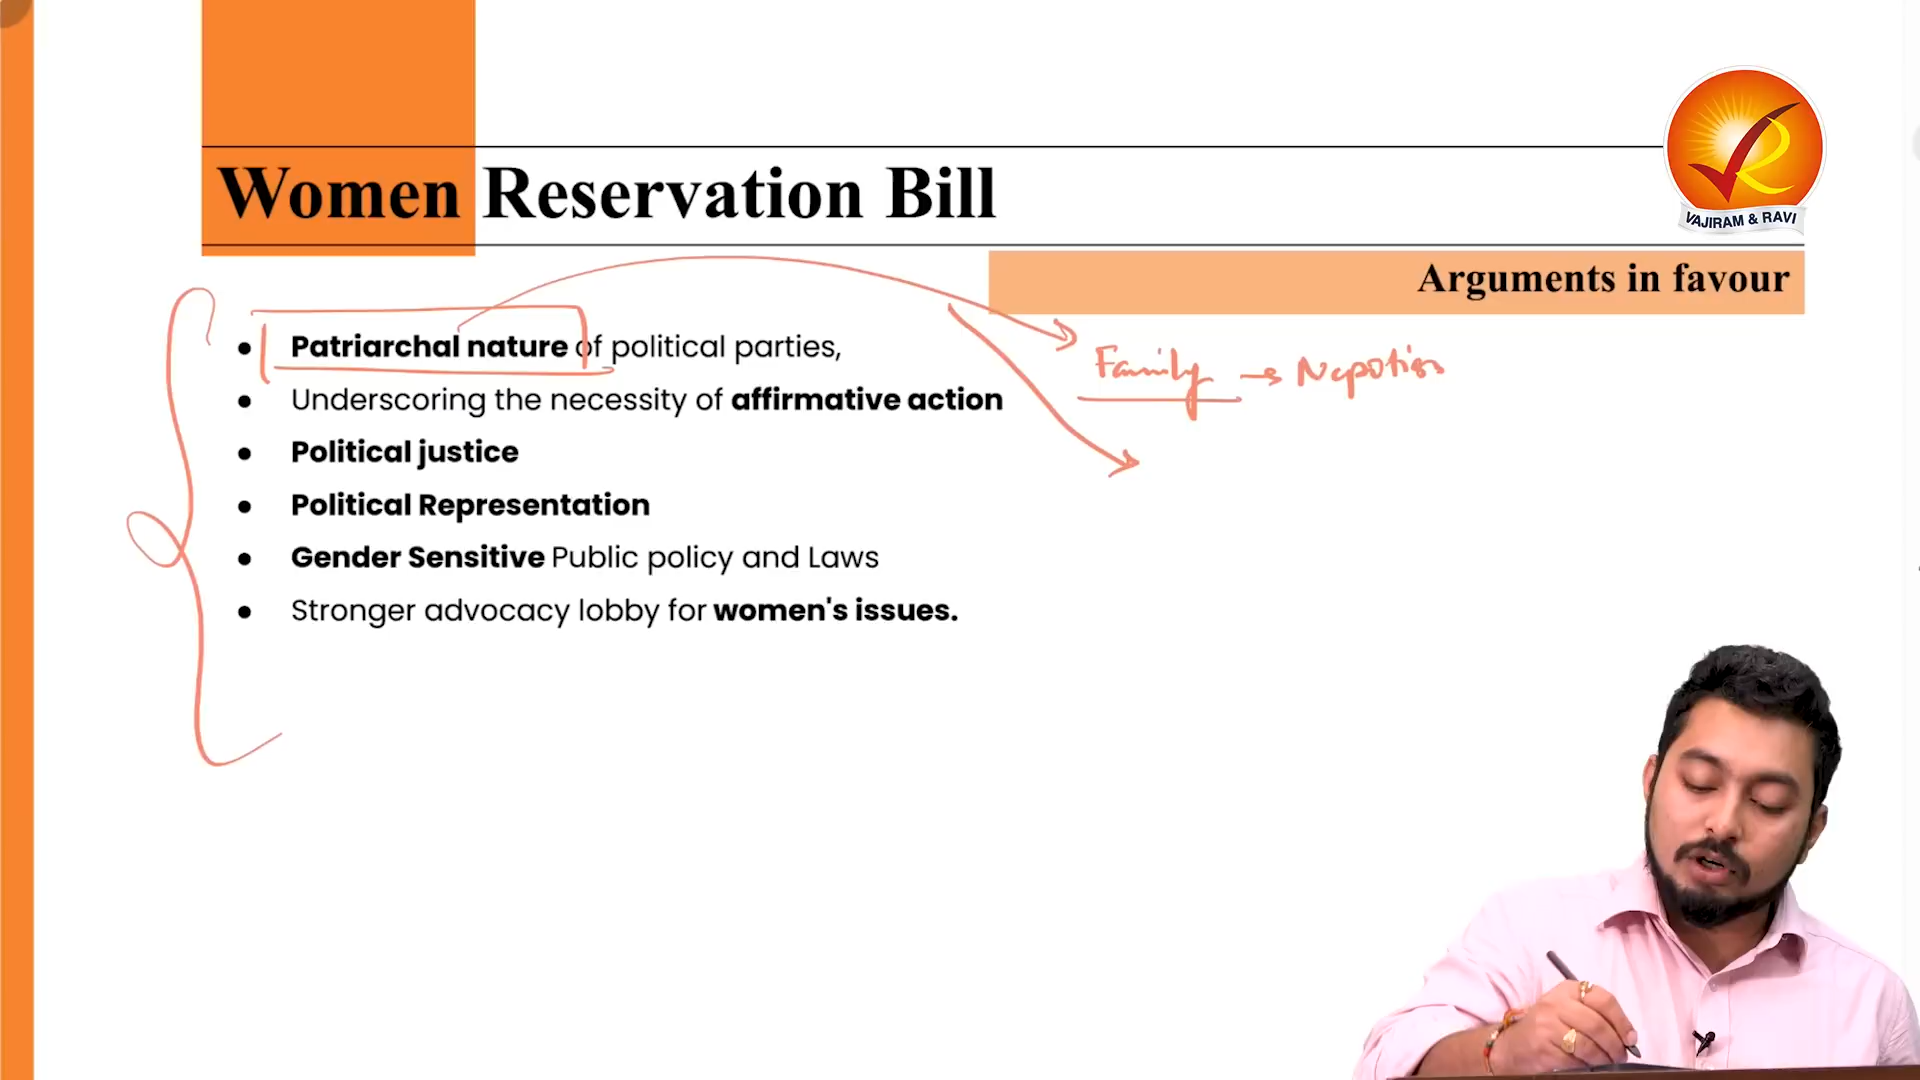 VAJIRAM & RAVI
Women Reservation Bill
Arguments in favour
• Patriarchal nature of political parties,
Family → Nepotism
• Underscoring the necessity of affirmative action
• Political justice
• Political Representation
• Gender Sensitive Public policy and Laws
• Stronger advocacy lobby for women's issues.